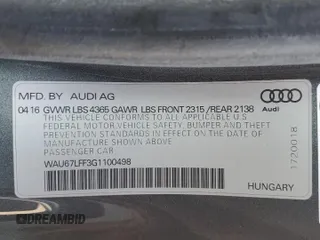 MFD. BY AUDI AG
04 16 GVWR LBS 4365 GAWR LBS FRONT 2315 /REAR 2138
THIS VEHICLE CONFORMS TO ALL APPLICABLE U.S.
FEDERAL MOTOR VEHICLE SAFETY, BUMPER AND THEFT
PREVENTION STANDARDS IN EFFECT ON THE DATE OF
MANUFACTURE SHOWN ABOVE.
PASSENGER CAR
WAU67LFF3G1100498
HUNGARY
Audi
1720018
DREAMBID